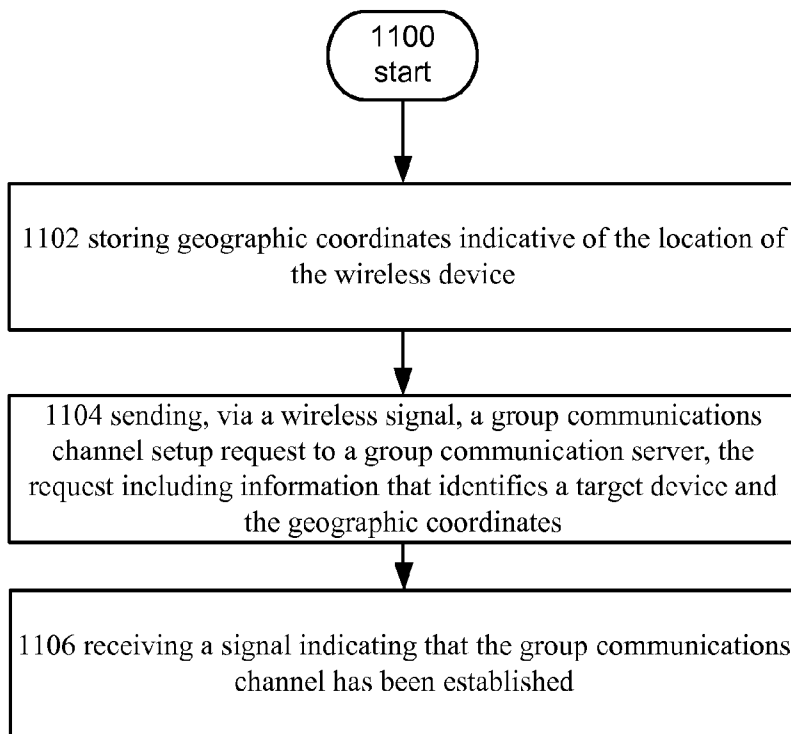 1100
start
1102 storing geographic coordinates indicative of the location of
the wireless device
1104 sending, via a wireless signal, a group communications
channel setup request to a group communication server, the
request including information that identifies a target device and
the geographic coordinates
1106 receiving a signal indicating that the group communications
channel has been established